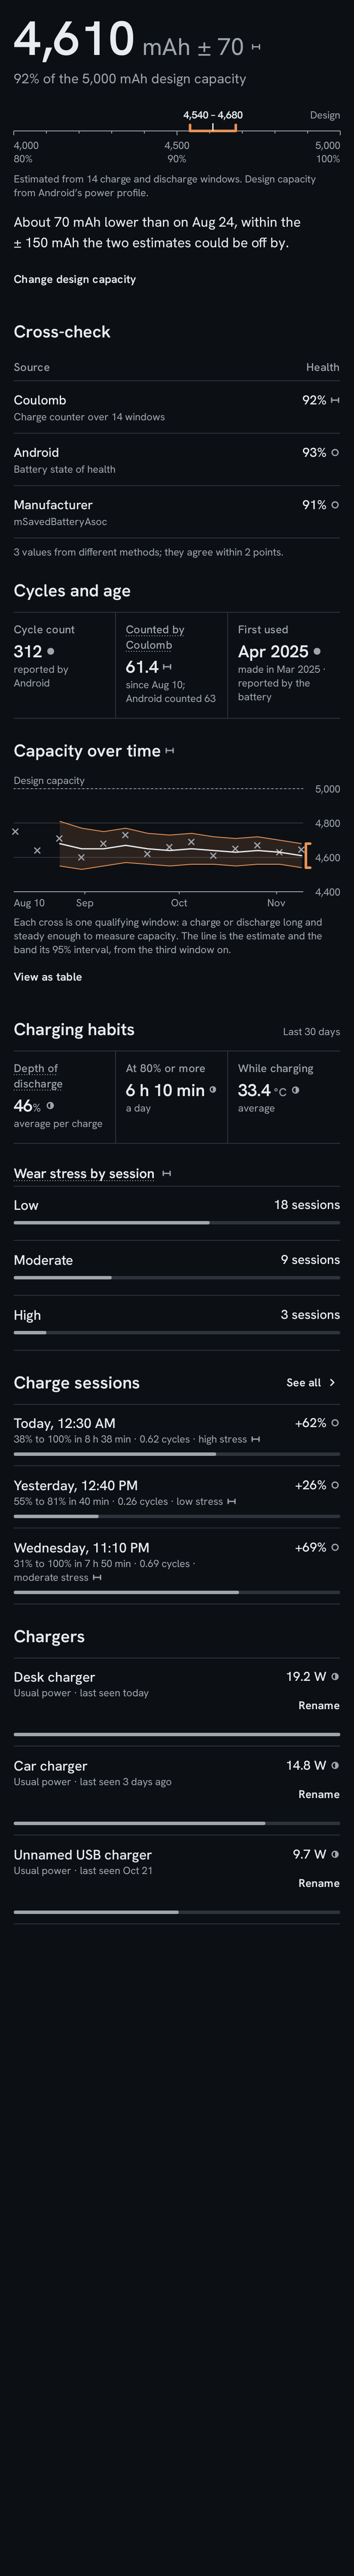 4,610 mAh ± 70
92% of the 5,000 mAh design capacity
4,540 – 4,680 Design
4,000 4,500 5,000
80% 90% 100%
Estimated from 14 charge and discharge windows. Design capacity
from Android's power profile.
About 70 mAh lower than on Aug 24, within the
± 150 mAh the two estimates could be off by.
Change design capacity
Cross-check
Source Health
Coulomb 92%
Charge counter over 14 windows
Android 93%
Battery state of health
Manufacturer 91%
mSavedBatteryAsoc
3 values from different methods; they agree within 2 points.
Cycles and age
Cycle count
312
reported by
Android
Counted by
Coulomb
61.4
since Aug 10;
Android counted 63
First used
Apr 2025
made in Mar 2025 ·
reported by the
battery
Capacity over time
Design capacity
5,000
4,800
4,600
4,400
Aug 10 Sep Oct Nov
Each cross is one qualifying window: a charge or discharge long and
steady enough to measure capacity. The line is the estimate and the
band its 95% interval, from the third window on.
View as table
Charging habits Last 30 days
Depth of
discharge
46%
average per charge
At 80% or more
6 h 10 min
a day
While charging
33.4 °C
average
Wear stress by session
Low 18 sessions
Moderate 9 sessions
High 3 sessions
Charge sessions See all
Today, 12:30 AM +62%
38% to 100% in 8 h 38 min · 0.62 cycles · high stress
Yesterday, 12:40 PM +26%
55% to 81% in 40 min · 0.26 cycles · low stress
Wednesday, 11:10 PM +69%
31% to 100% in 7 h 50 min · 0.69 cycles ·
moderate stress
Chargers
Desk charger 19.2 W
Usual power · last seen today
Rename
Car charger 14.8 W
Usual power · last seen 3 days ago
Rename
Unnamed USB charger 9.7 W
Usual power · last seen Oct 21
Rename